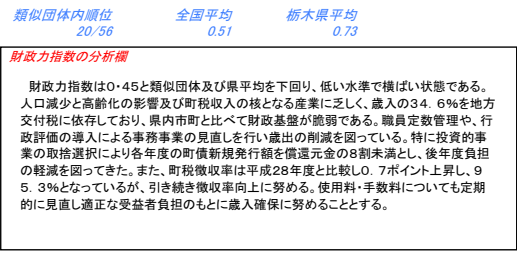 類似団体内順位 全国平均 栃木県平均
20/56 0.51 0.73
財政力指数の分析欄
財政力指数は0・45と類似団体及び県平均を下回り、低い水準で横ばい状態である。
人口減少と高齢化の影響及び町税収入の核となる産業に乏しく、歳入の34．6％を地方
交付税に依存しており、県内市町と比べて財政基盤が脆弱である。職員定数管理や、行
政評価の導入による事務事業の見直しを行い歳出の削減を図っている。特に投資的事
業の取捨選択により各年度の町債新規発行額を償還元金の8割未満とし、後年度負担
の軽減を図ってきた。また、町税徴収率は平成28年度と比較し0．7ポイント上昇し、9
5．3％となっているが、引き続き徴収率向上に努める。使用料・手数料についても定期
的に見直し適正な受益者負担のもとに歳入確保に努めることとする。